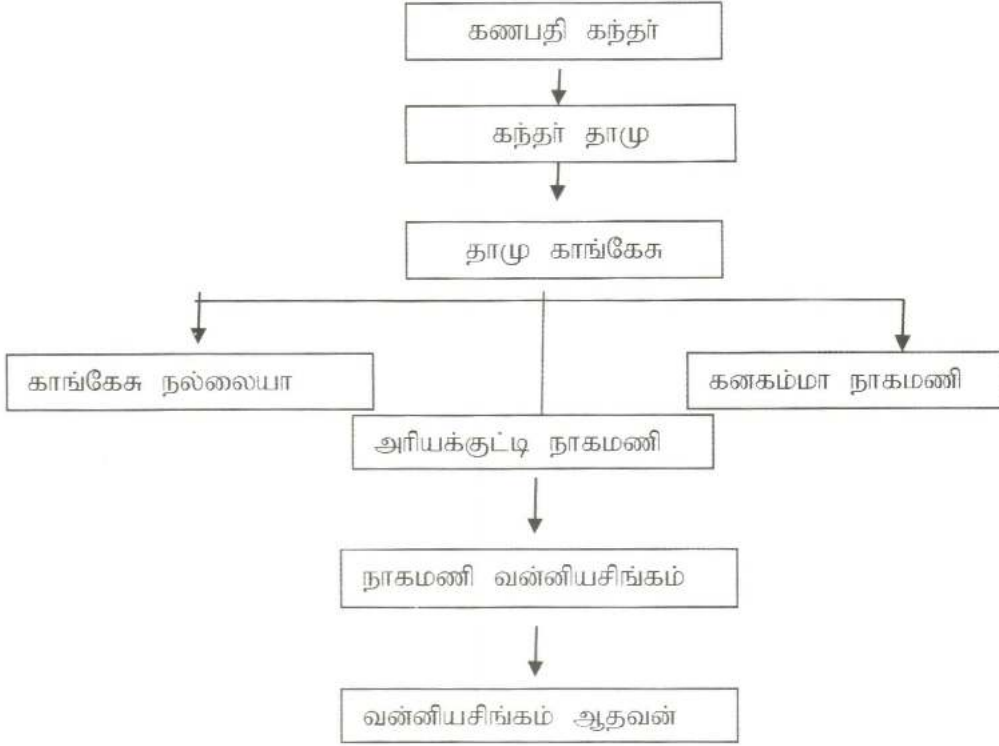 கணபதி கந்தர்
கந்தர் தாமு
தாமு காங்கேசு
காங்கேசு நல்லையா
கனகம்மா நாகமணி
அரியக்குட்டி நாகமணி
நாகமணி வன்னியசிங்கம்
வன்னியசிங்கம் ஆதவன்